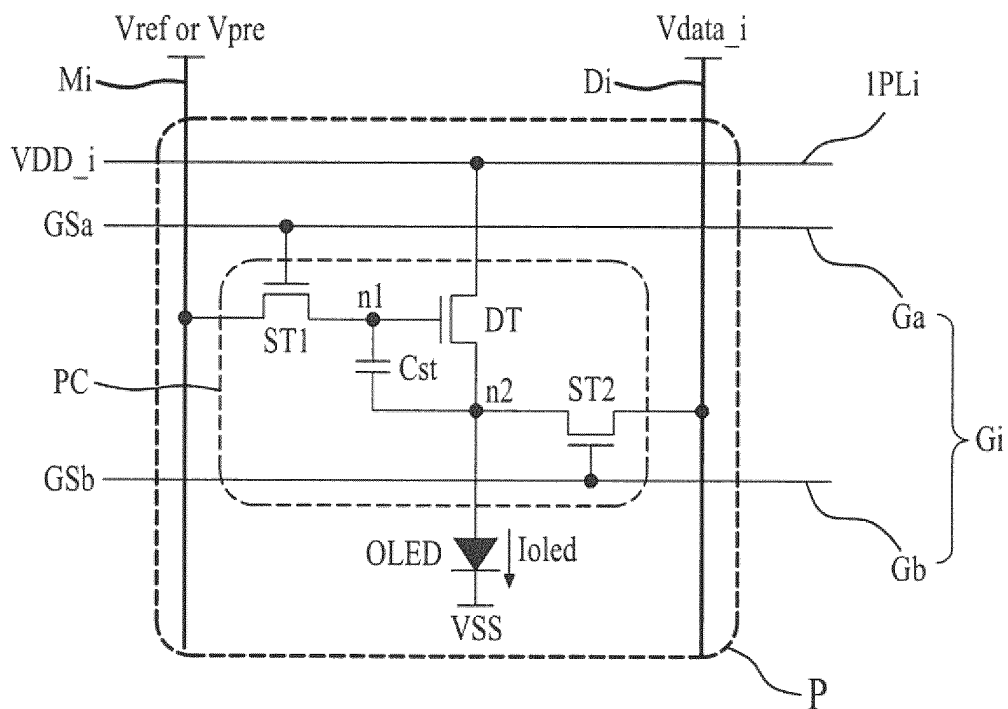 Vref or Vpre
Vdata_i
Mi
Di
1PLi
VDD_i
GSa
n1
DT
Ga
ST1
Cst
PC
n2
ST2
Gi
GSb
OLED
Ioled
Gb
VSS
P